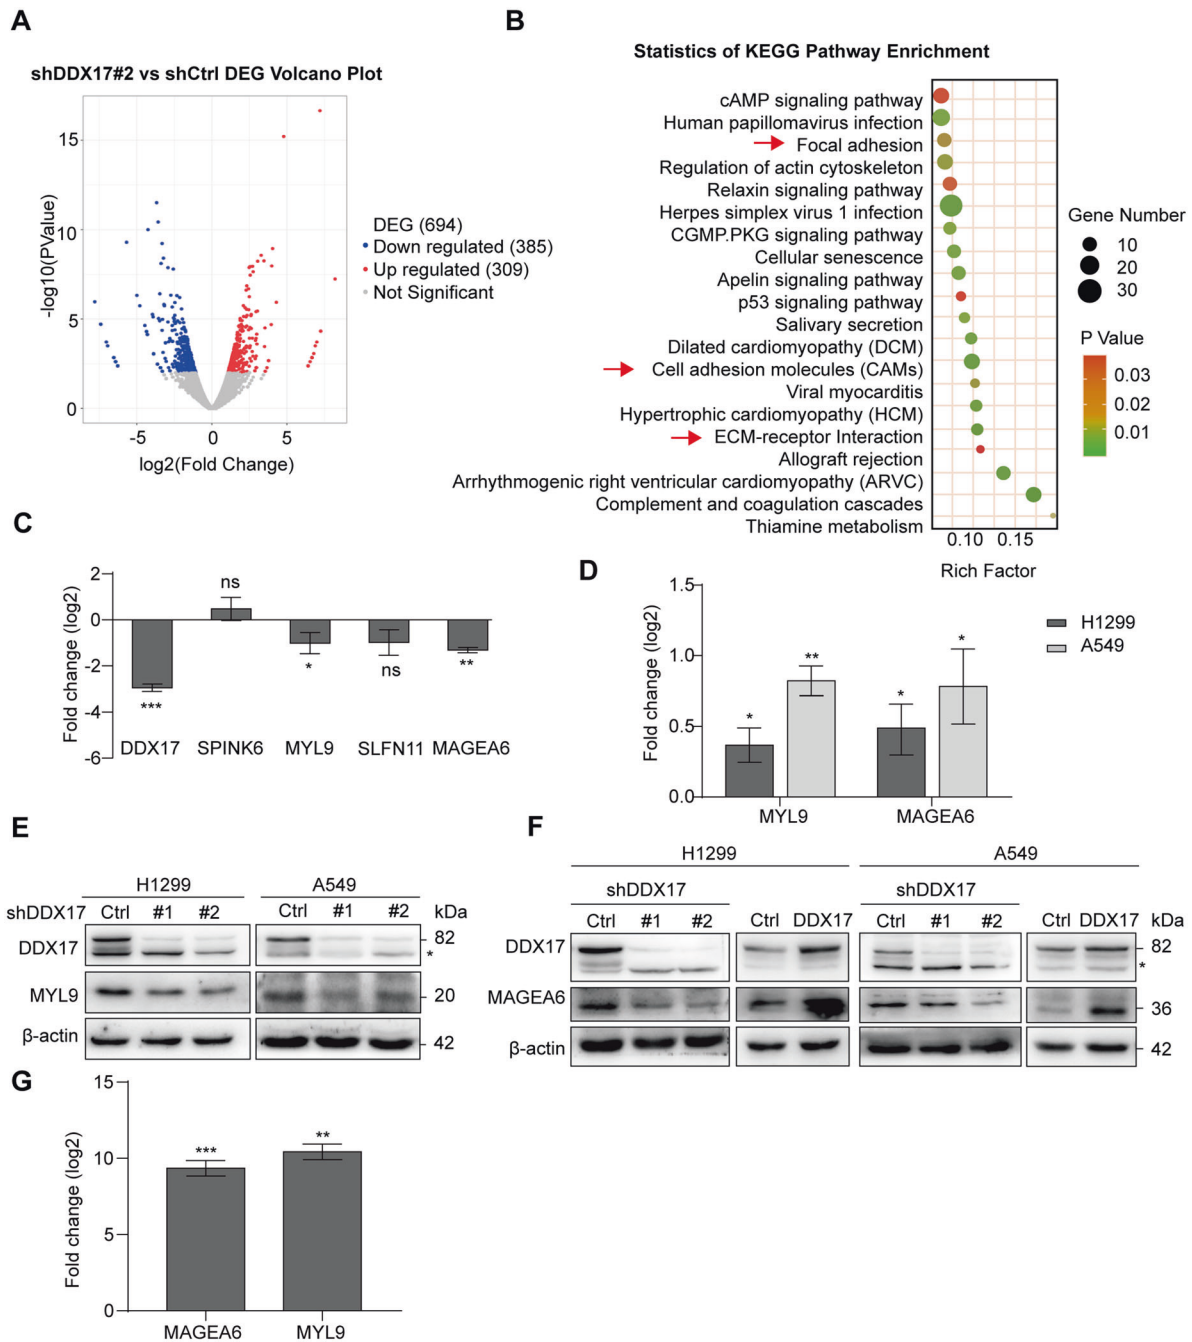 A
shDDX17#2 vs shCtrl DEG Volcano Plot
-log10(PValue)
15
10
5
0
-5
0
5
log2(Fold Change)
DEG (694)
Down regulated (385)
Up regulated (309)
Not Significant
B
Statistics of KEGG Pathway Enrichment
cAMP signaling pathway
Human papillomavirus infection
Focal adhesion
Regulation of actin cytoskeleton
Relaxin signaling pathway
Herpes simplex virus 1 infection
CGMP.PKG signaling pathway
Cellular senescence
Apelin signaling pathway
p53 signaling pathway
Salivary secretion
Dilated cardiomyopathy (DCM)
Cell adhesion molecules (CAMs)
Viral myocarditis
Hypertrophic cardiomyopathy (HCM)
ECM-receptor Interaction
Allograft rejection
Arrhythmogenic right ventricular cardiomyopathy (ARVC)
Complement and coagulation cascades
Thiamine metabolism
0.10 0.15
Rich Factor
Gene Number
10
20
30
P Value
0.03
0.02
0.01
C
Fold change (log2)
2
0
-2
-4
-6
*** ns * ns **
DDX17 SPINK6 MYL9 SLFN11 MAGEA6
D
Fold change (log2)
1.5
1.0
0.5
0.0
* ** * *
MYL9 MAGEA6
H1299
A549
E
H1299 A549
shDDX17 Ctrl #1 #2 Ctrl #1 #2 kDa
DDX17 82
*
MYL9 20
β-actin 42
F
H1299 A549
shDDX17 shDDX17
Ctrl #1 #2 Ctrl DDX17 Ctrl #1 #2 Ctrl DDX17 kDa
DDX17 82
*
MAGEA6 36
β-actin 42
G
Fold change (log2)
15
10
5
0
*** **
MAGEA6 MYL9